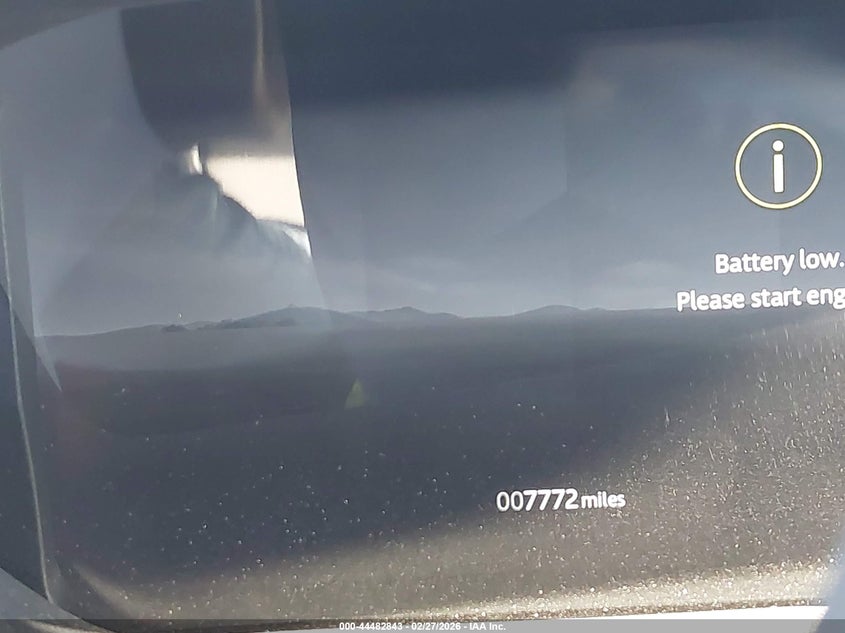 i
Battery low.
Please start eng
007772 miles
000-44482843 - 02/27/2026 - IAA Inc.